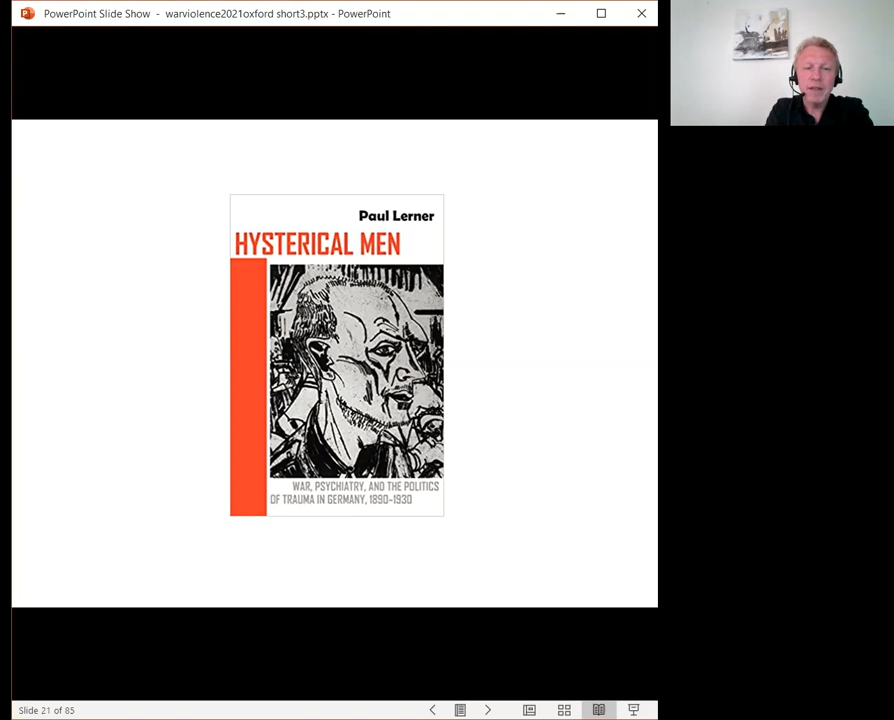 PowerPoint Slide Show - warviolence2021oxford short3.pptx - PowerPoint
Paul Lerner
HYSTERICAL MEN
WAR, PSYCHIATRY, AND THE POLITICS
OF TRAUMA IN GERMANY, 1890-1930
Slide 21 of 85